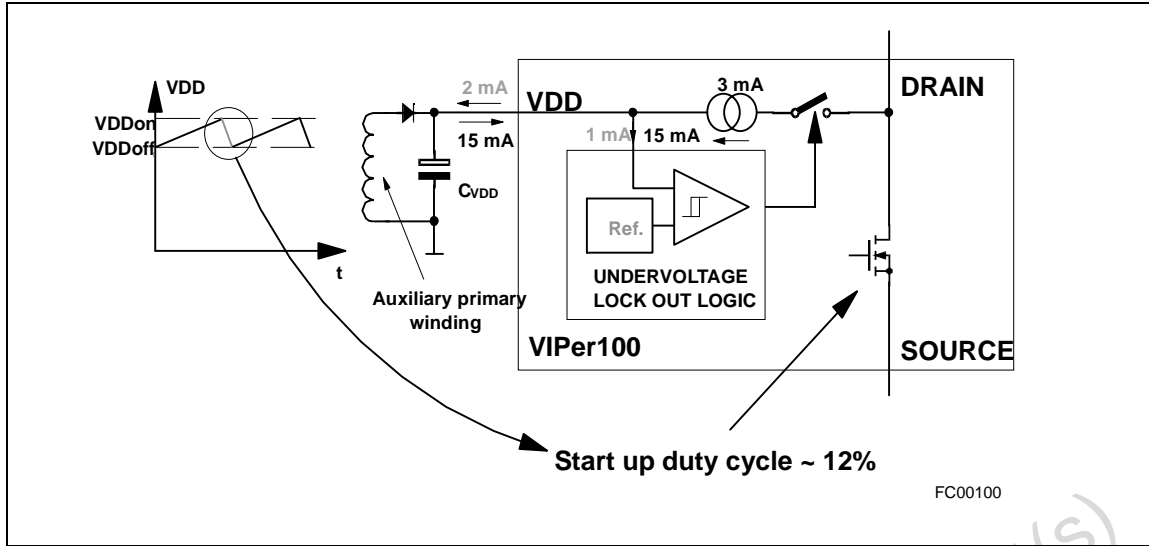 VDD
VDDon
VDDoff
t
2 mA
15 mA
CVDD
Auxiliary primary
winding
VDD
3 mA
1 mA 15 mA
Ref.
UNDERVOLTAGE
LOCK OUT LOGIC
VIPer100
DRAIN
SOURCE
Start up duty cycle ~ 12%
FC00100
(s)